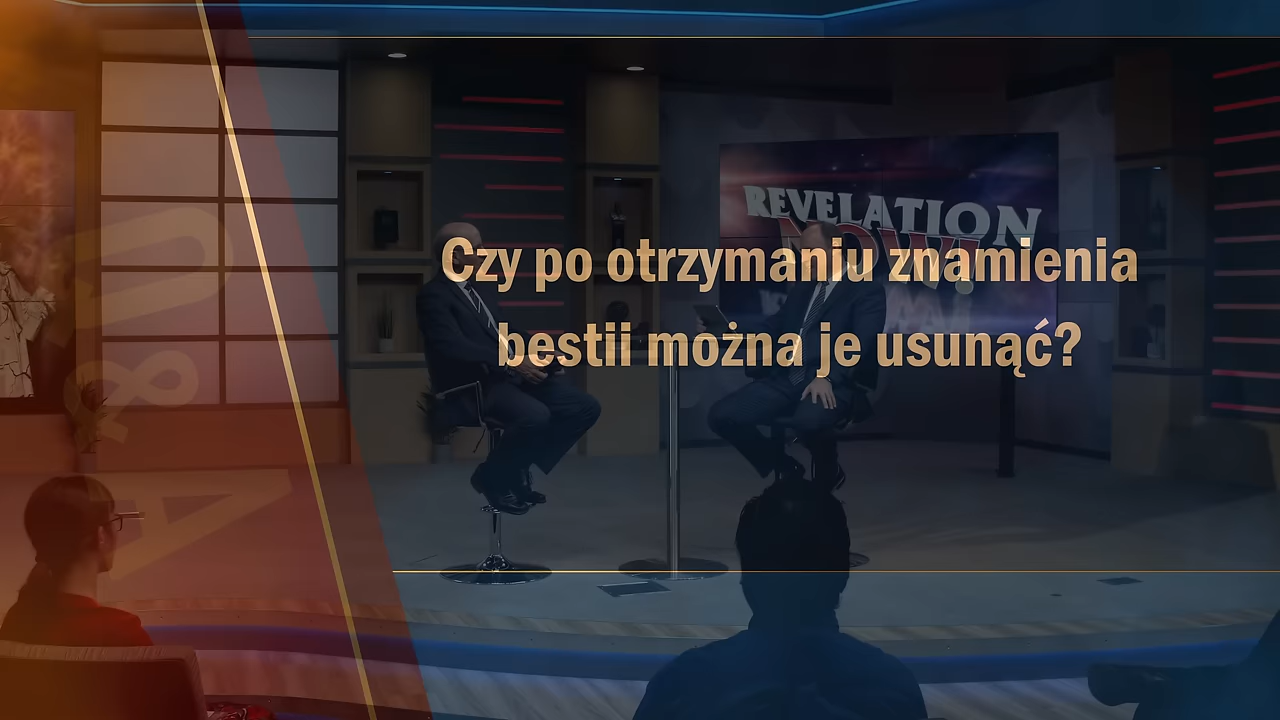 REVELATION
NOW!
Czy po otrzymaniu znamienia
bestii można je usunąć?
Q&A